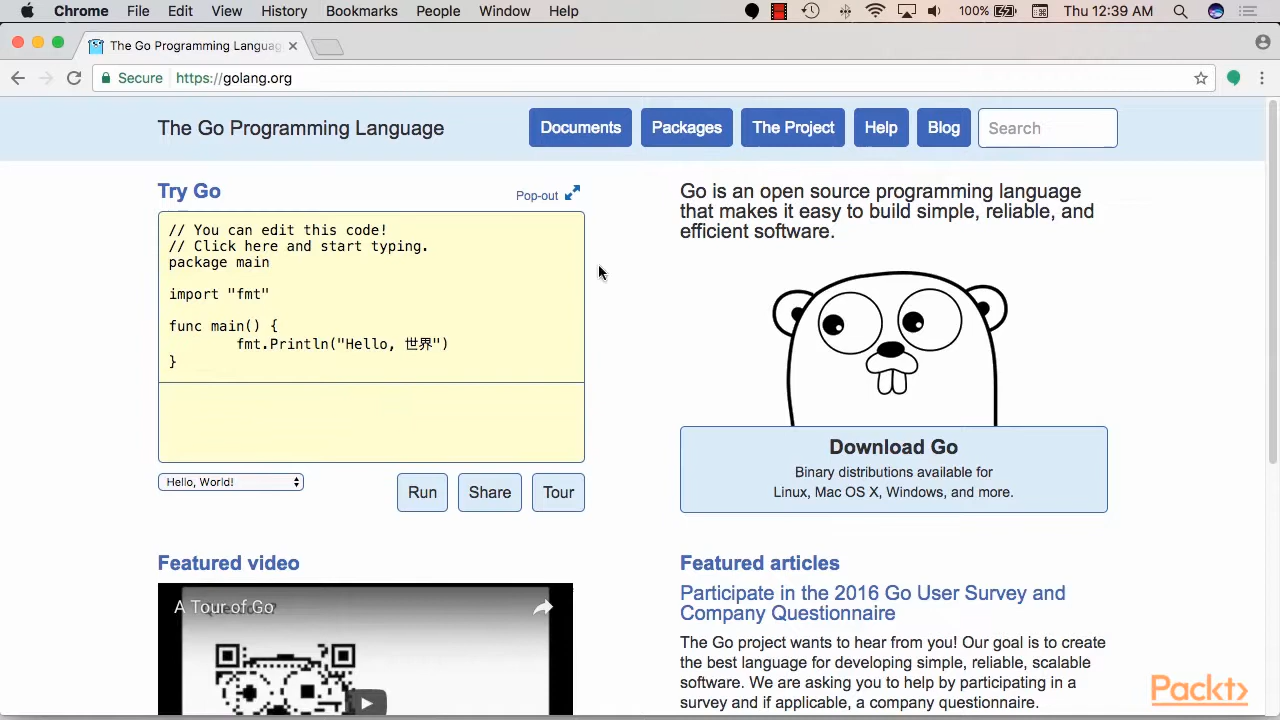 Chrome File Edit View History Bookmarks People Window Help 100% Thu 12:39 AM
The Go Programming Langua
Secure https://golang.org
The Go Programming Language Documents Packages The Project Help Blog Search
Try Go Pop-out
// You can edit this code!
// Click here and start typing.
package main
import "fmt"
func main() {
fmt.Println("Hello, 世界")
}
Hello, World! Run Share Tour
Go is an open source programming language
that makes it easy to build simple, reliable, and
efficient software.
Download Go
Binary distributions available for
Linux, Mac OS X, Windows, and more.
Featured video
A Tour of Go
Featured articles
Participate in the 2016 Go User Survey and
Company Questionnaire
The Go project wants to hear from you! Our goal is to create
the best language for developing simple, reliable, scalable
software. We are asking you to help by participating in a
survey and if applicable, a company questionnaire.
Packt